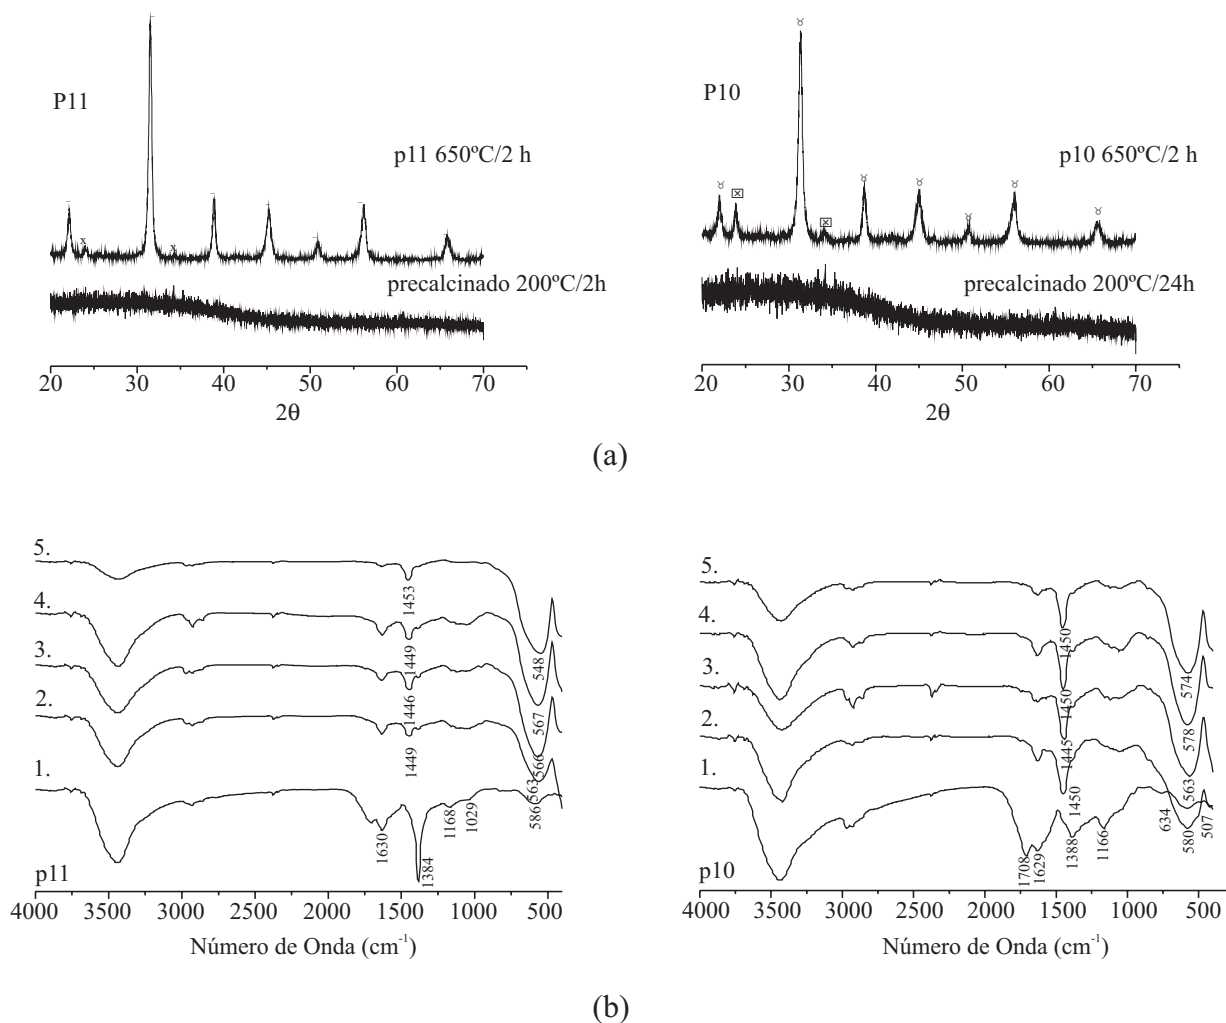 P11
p11 650ºC/2 h
x
x
precalcinado 200ºC/2h
20 30 40 50 60 70
2θ
P10
p10 650ºC/2 h
precalcinado 200ºC/24h
20 30 40 50 60 70
2θ
(a)
5.
4.
3.
2.
1.
p11
1453
1449
1446
1449
548
567
566
563
586
1630
1384
1168
1029
4000 3500 3000 2500 2000 1500 1000 500
Número de Onda (cm-1)
5.
4.
3.
2.
1.
p10
1450
1450
1445
1450
574
578
563
580
507
634
1708
1629
1388
1166
4000 3500 3000 2500 2000 1500 1000 500
Número de Onda (cm-1)
(b)